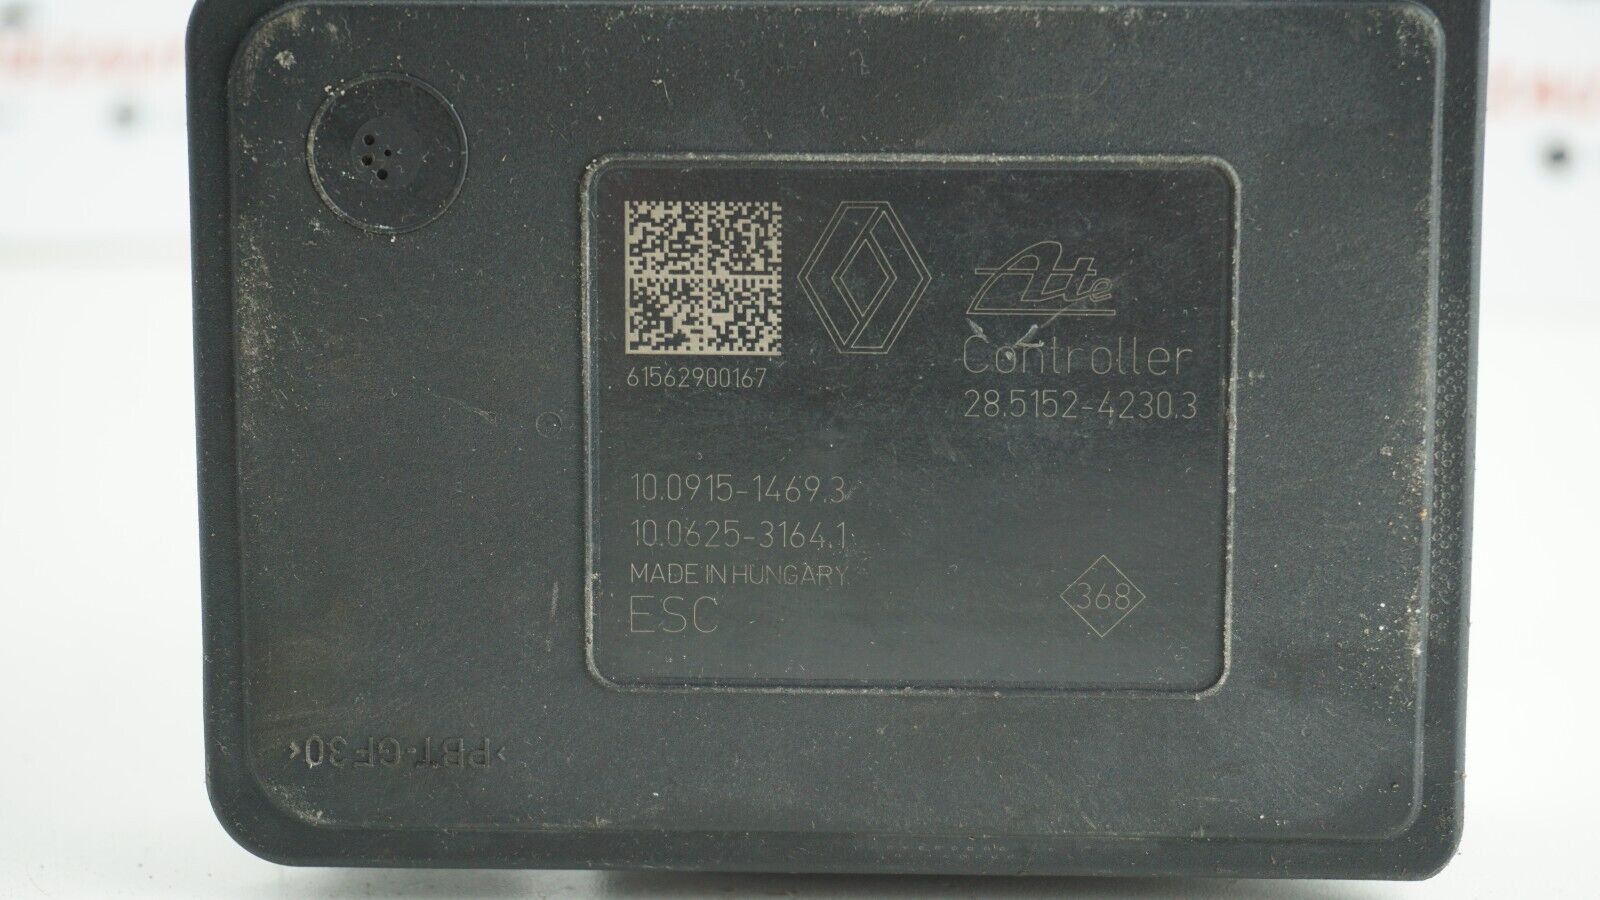 61562900167
Ate
Controller
28.5152-4230.3
10.0915-1469.3
10.0625-3164.1
MADE IN HUNGARY
ESC
368
>PBT-GF30<